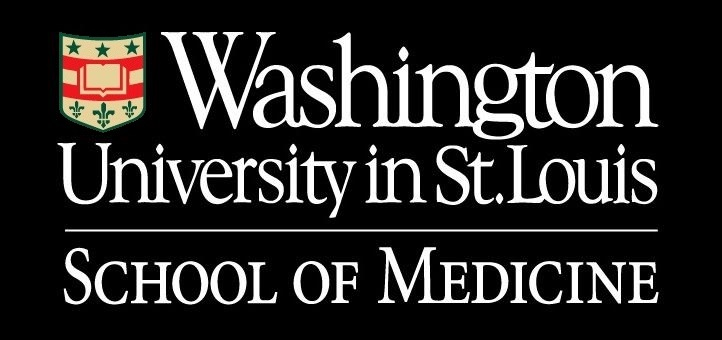 Washington
University in St. Louis
SCHOOL OF MEDICINE